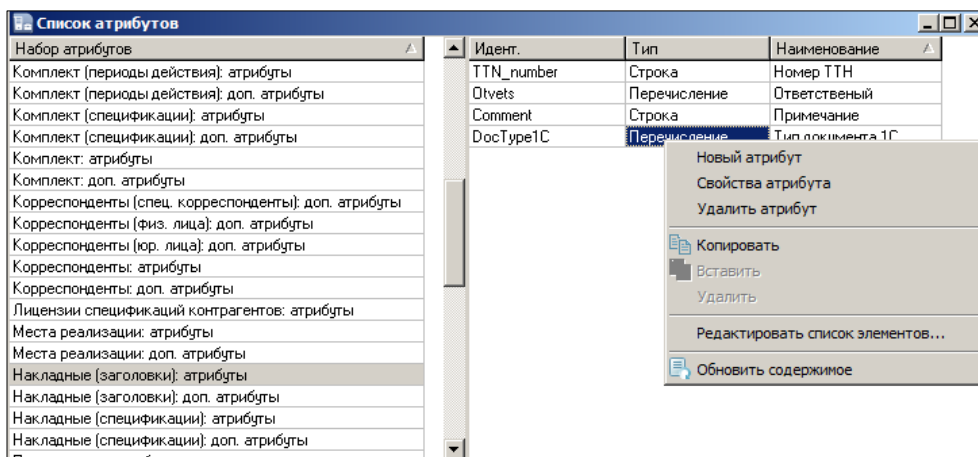 Список атрибутов
Набор атрибутов
Комплект (периоды действия): атрибуты
Комплект (периоды действия): доп. атрибуты
Комплект (спецификации): атрибуты
Комплект (спецификации): доп. атрибуты
Комплект: атрибуты
Комплект: доп. атрибуты
Корреспонденты (спец. корреспонденты): доп. атрибуты
Корреспонденты (физ. лица): доп. атрибуты
Корреспонденты (юр. лица): доп. атрибуты
Корреспонденты: атрибуты
Корреспонденты: доп. атрибуты
Лицензии спецификаций контрагентов: атрибуты
Места реализации: атрибуты
Места реализации: доп. атрибуты
Накладные (заголовки): атрибуты
Накладные (заголовки): доп. атрибуты
Накладные (спецификации): атрибуты
Накладные (спецификации): доп. атрибуты
Идент. Тип Наименование
TTN_number Строка Номер ТТН
Otvets Перечисление Ответственый
Comment Строка Примечание
DocType1C Перечисление Тип документа 1С
Новый атрибут
Свойства атрибута
Удалить атрибут
Копировать
Вставить
Удалить
Редактировать список элементов...
Обновить содержимое